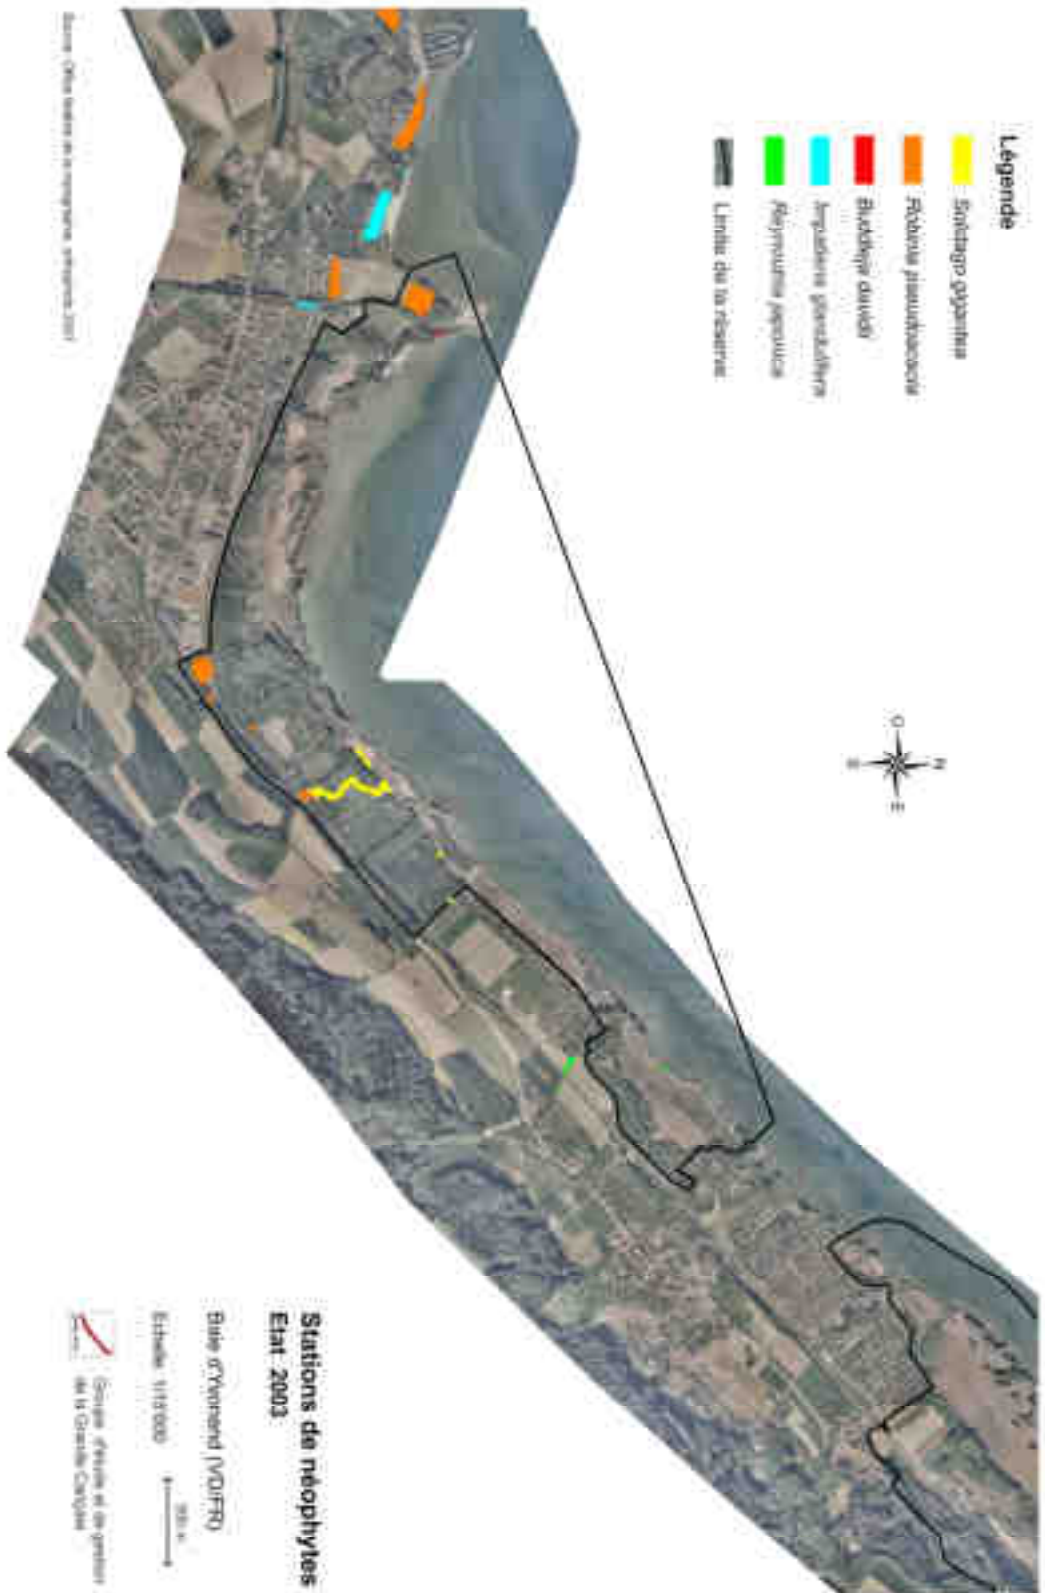 Légende
Solidago gigantea
Robinia pseudoacacia
Buddleja davidii
Impatiens glandulifera
Reynoutria japonica
Limite de la réserve
N
O
E
S
Stations de néophytes
Etat 2003
Baie d'Yvonand (VD/FR)
Echelle 1/15'000
Groupe d'étude et de gestion
de la Grande Cariçaie